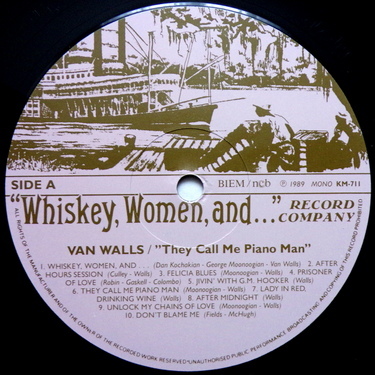 SIDE A
BIEM / ncb
℗ 1989 MONO KM-711
"Whiskey, Women, and..." RECORD COMPANY
VAN WALLS / "They Call Me Piano Man"
1. WHISKEY, WOMEN, AND . . . (Dan Kochakian - George Moonoogian - Van Walls) 2. AFTER
HOURS SESSION (Culley - Walls) 3. FELICIA BLUES (Moonoogian - Walls) 4. PRISONER
OF LOVE (Robin - Gaskell - Colombo) 5. JIVIN' WITH G.M. HOOKER (Walls)
6. THEY CALL ME PIANO MAN (Moonoogian - Walls) 7. LADY IN RED,
DRINKING WINE (Walls) 8. AFTER MIDNIGHT (Walls)
9. UNLOCK MY CHAINS OF LOVE (Moonoogian - Walls)
10. DON'T BLAME ME (Fields - McHugh)
ALL RIGHTS OF THE MANUFACTURER AND OF THE OWNER OF THE RECORDED WORK RESERVED • UNAUTHORISED PUBLIC PERFORMANCE, BROADCASTING AND COPYING OF THIS RECORD PROHIBITED